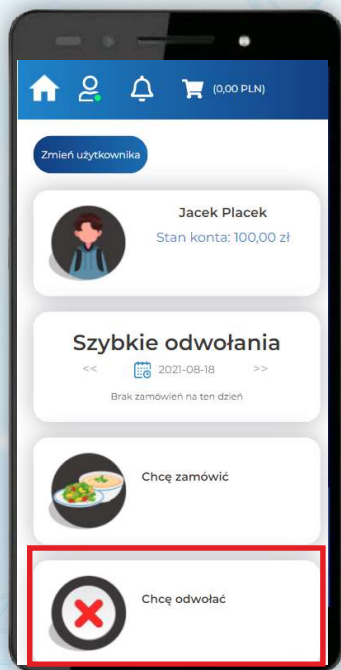 (0,00 PLN)
Zmień użytkownika
Jacek Placek
Stan konta: 100,00 zł
Szybkie odwołania
<< 2021-08-18 >>
Brak zamówień na ten dzień
Chcę zamówić
Chcę odwołać